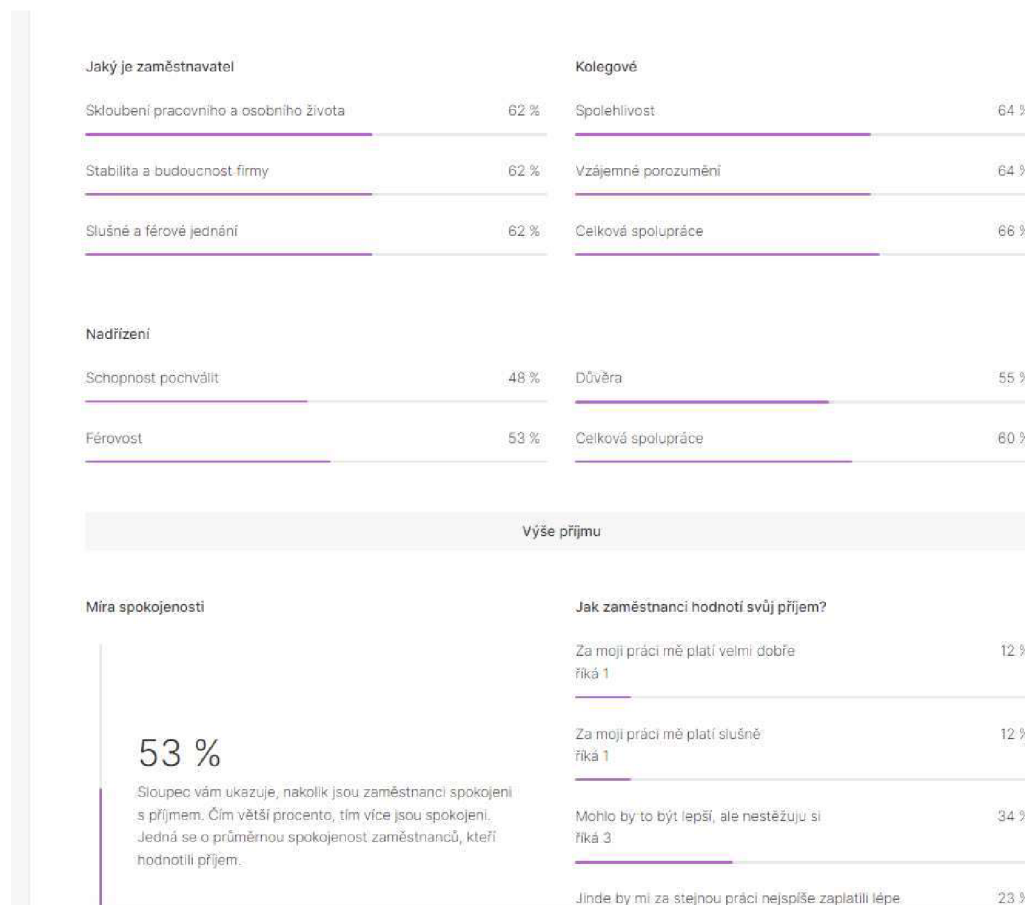 Jaký je zaměstnavatel
Skloubení pracovního a osobního života 62 %
Stabilita a budoucnost firmy 62 %
Slušné a férové jednání 62 %
Kolegové
Spolehlivost 64 %
Vzájemné porozumění 64 %
Celková spolupráce 66 %
Nadřízení
Schopnost pochválit 48 %
Férovost 53 %
Důvěra 55 %
Celková spolupráce 60 %
Výše příjmu
Míra spokojenosti
53 %
Sloupec vám ukazuje, nakolik jsou zaměstnanci spokojeni
s příjmem. Čím větší procento, tím více jsou spokojeni.
Jedná se o průměrnou spokojenost zaměstnanců, kteří
hodnotili příjem.
Jak zaměstnanci hodnotí svůj příjem?
Za moji práci mě platí velmi dobře 12 %
říká 1
Za moji práci mě platí slušně 12 %
říká 1
Mohlo by to být lepší, ale nestěžuju si 34 %
říká 3
Jinde by mi za stejnou práci nejspíše zaplatili lépe 23 %